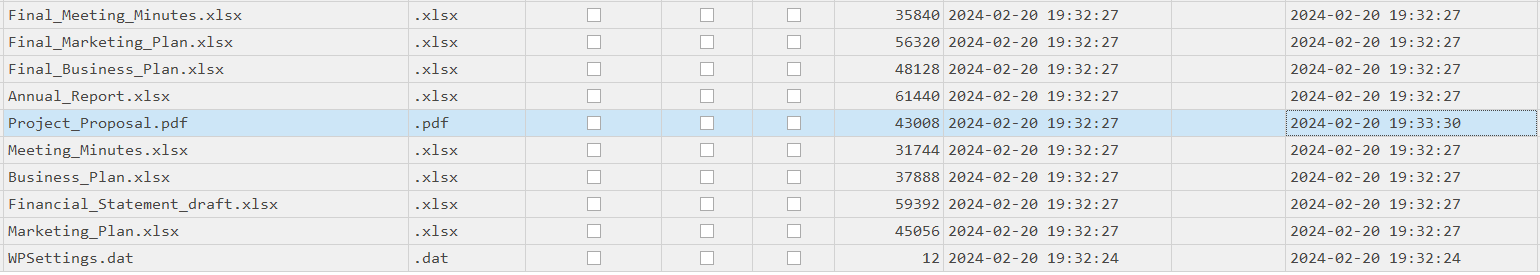 Final_Meeting_Minutes.xlsx .xlsx 35840 2024-02-20 19:32:27 2024-02-20 19:32:27
Final_Marketing_Plan.xlsx .xlsx 56320 2024-02-20 19:32:27 2024-02-20 19:32:27
Final_Business_Plan.xlsx .xlsx 48128 2024-02-20 19:32:27 2024-02-20 19:32:27
Annual_Report.xlsx .xlsx 61440 2024-02-20 19:32:27 2024-02-20 19:32:27
Project_Proposal.pdf .pdf 43008 2024-02-20 19:32:27 2024-02-20 19:33:30
Meeting_Minutes.xlsx .xlsx 31744 2024-02-20 19:32:27 2024-02-20 19:32:27
Business_Plan.xlsx .xlsx 37888 2024-02-20 19:32:27 2024-02-20 19:32:27
Financial_Statement_draft.xlsx .xlsx 59392 2024-02-20 19:32:27 2024-02-20 19:32:27
Marketing_Plan.xlsx .xlsx 45056 2024-02-20 19:32:27 2024-02-20 19:32:27
WPSettings.dat .dat 12 2024-02-20 19:32:24 2024-02-20 19:32:24